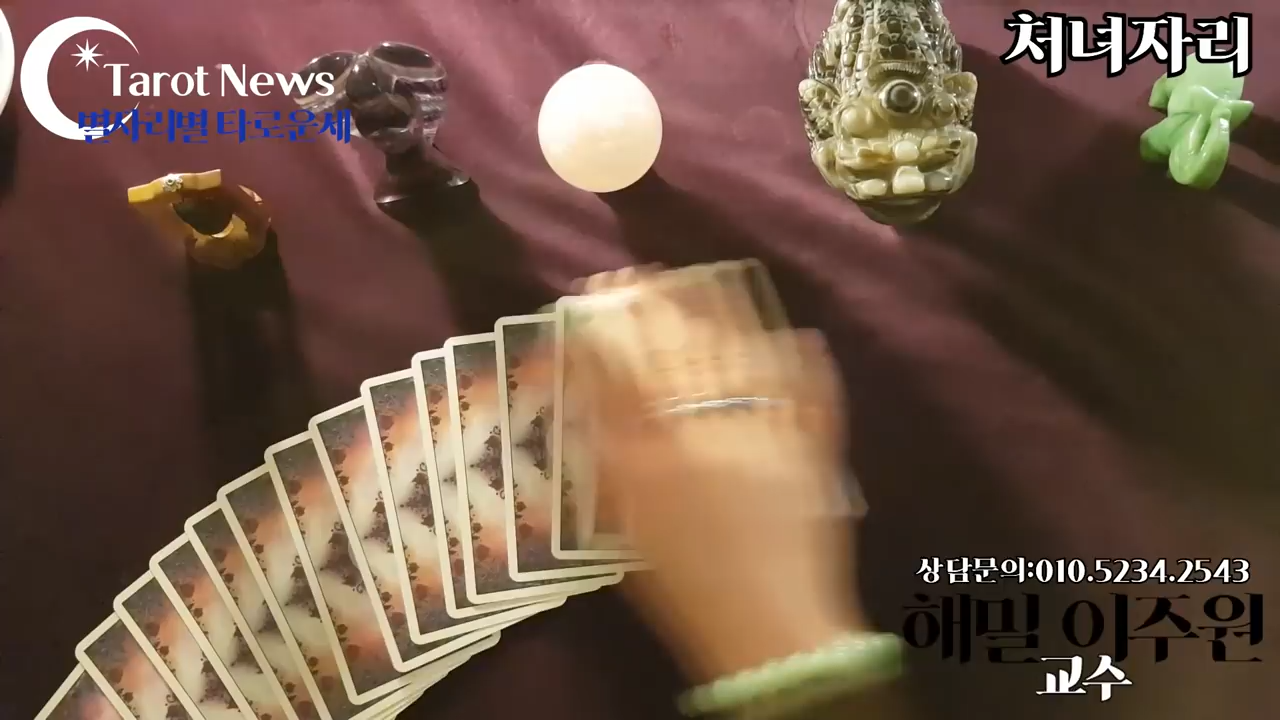 처녀자리
Tarot News
별자리별 타로운세
상담문의:010.5234.2543
해밀 이주원
교수